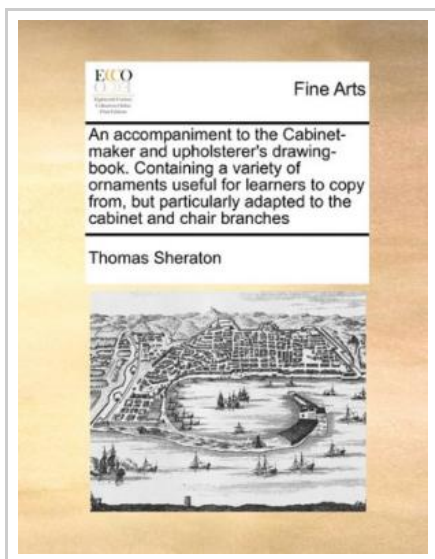 ECCO
Fine Arts
An accompaniment to the Cabinet-
maker and upholsterer's drawing-
book. Containing a variety of
ornaments useful for learners to copy
from, but particularly adapted to the
cabinet and chair branches
Thomas Sheraton